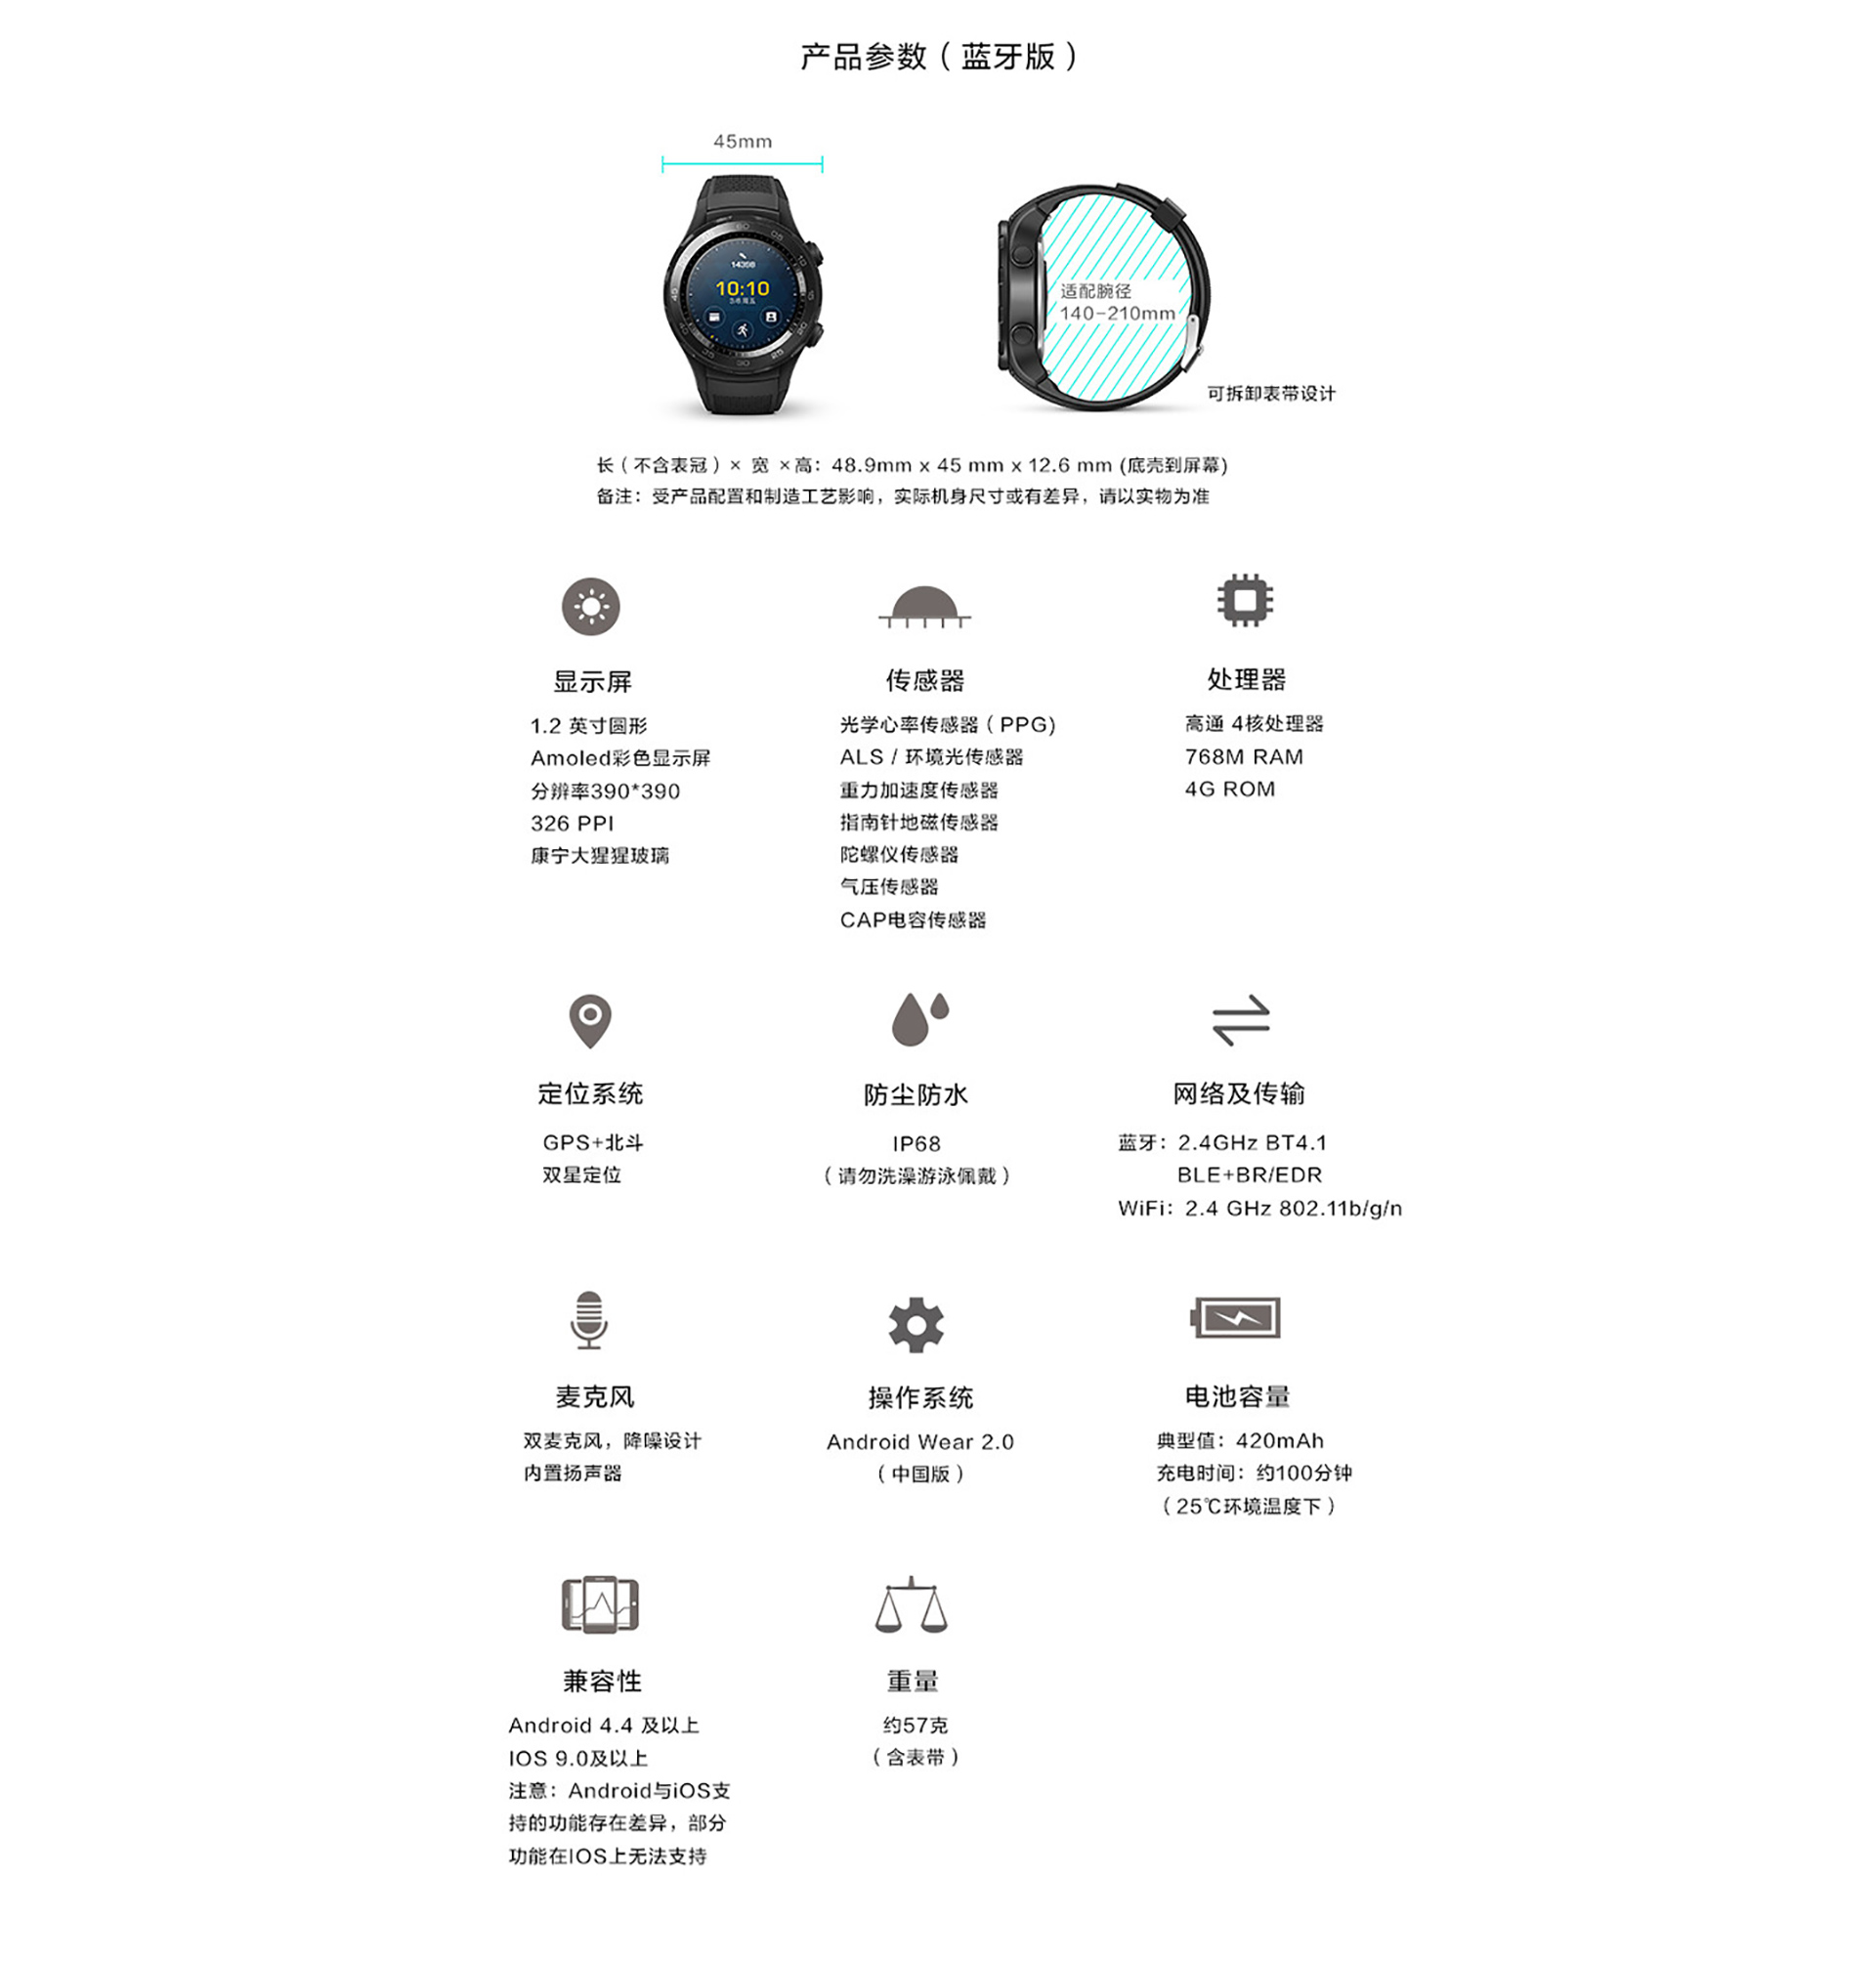 产品参数（蓝牙版）
45mm
14398
10:10
适配腕径
140-210mm
可拆卸表带设计
长（不含表冠）× 宽 ×高：48.9mm x 45 mm x 12.6 mm (底壳到屏幕)
备注：受产品配置和制造工艺影响，实际机身尺寸或有差异，请以实物为准
显示屏
1.2 英寸圆形
Amoled彩色显示屏
分辨率390*390
326 PPI
康宁大猩猩玻璃
传感器
光学心率传感器（PPG)
ALS / 环境光传感器
重力加速度传感器
指南针地磁传感器
陀螺仪传感器
气压传感器
CAP电容传感器
处理器
高通 4核处理器
768M RAM
4G ROM
定位系统
GPS+北斗
双星定位
防尘防水
IP68
（请勿洗澡游泳佩戴）
网络及传输
蓝牙：2.4GHz BT4.1
BLE+BR/EDR
WiFi：2.4 GHz 802.11b/g/n
麦克风
双麦克风，降噪设计
内置扬声器
操作系统
Android Wear 2.0
（中国版）
电池容量
典型值：420mAh
充电时间：约100分钟
（25℃环境温度下）
兼容性
Android 4.4 及以上
IOS 9.0及以上
注意：Android与iOS支
持的功能存在差异，部分
功能在IOS上无法支持
重量
约57克
（含表带）